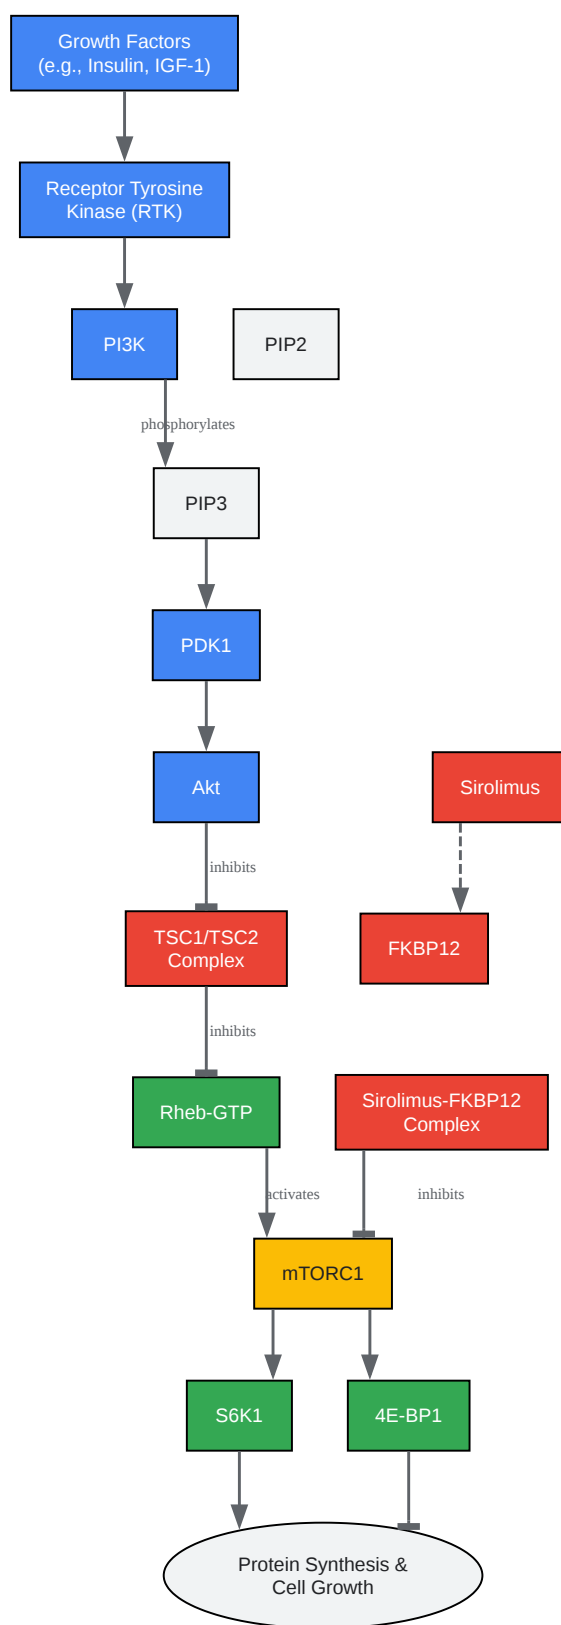 Growth Factors
(e.g., Insulin, IGF-1)
Receptor Tyrosine
Kinase (RTK)
PI3K
PIP2
phosphorylates
PIP3
PDK1
Akt
Sirolimus
inhibits
TSC1/TSC2
Complex
FKBP12
inhibits
Rheb-GTP
Sirolimus-FKBP12
Complex
activates
inhibits
mTORC1
S6K1
4E-BP1
Protein Synthesis &
Cell Growth